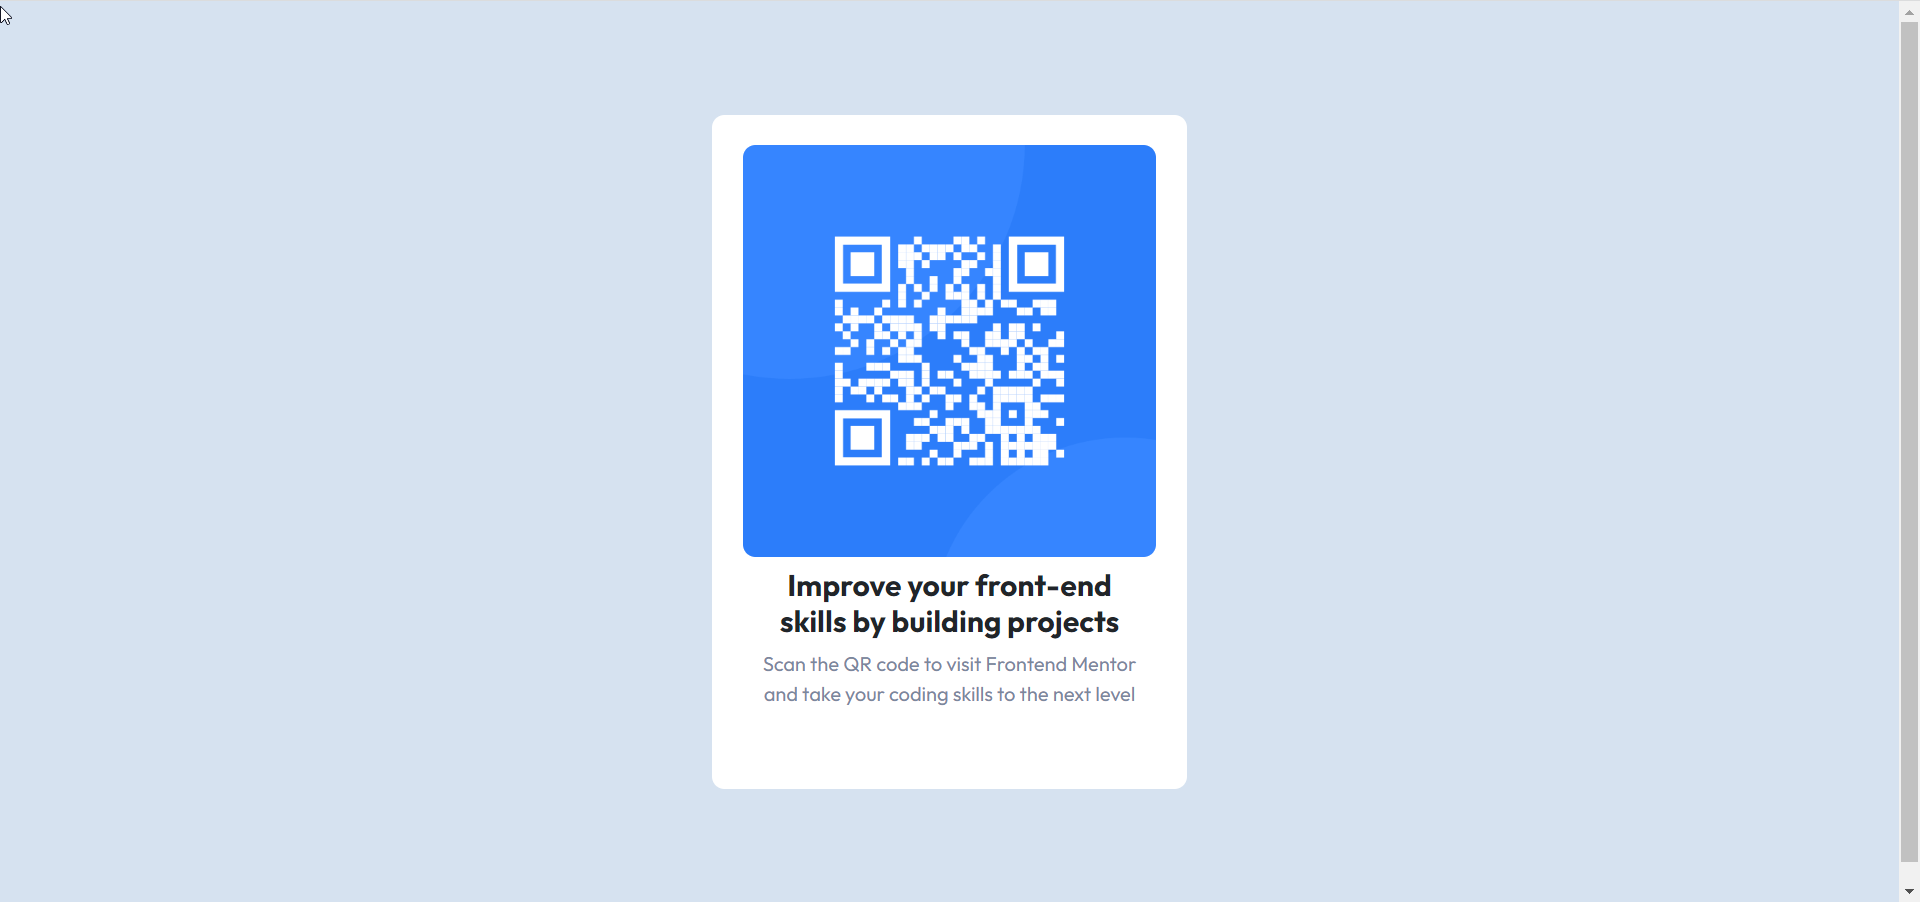 Improve your front-end
skills by building projects
Scan the QR code to visit Frontend Mentor
and take your coding skills to the next level